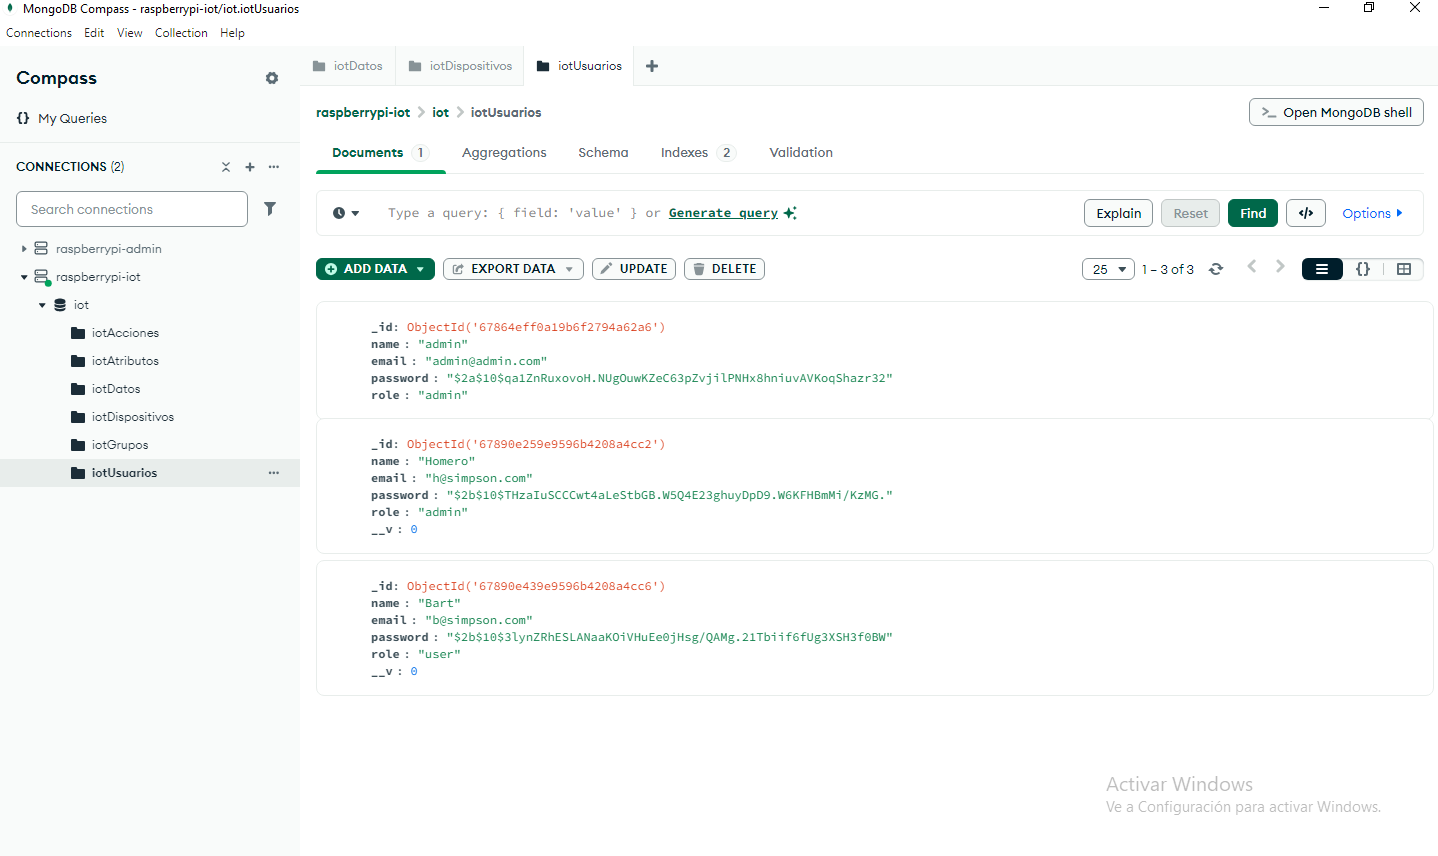 MongoDB Compass - raspberrypi-iot/iot.iotUsuarios
Connections Edit View Collection Help
Compass
My Queries
CONNECTIONS (2)
Search connections
raspberrypi-admin
raspberrypi-iot
iot
iotAcciones
iotAtributos
iotDatos
iotDispositivos
iotGrupos
iotUsuarios
iotDatos iotDispositivos iotUsuarios
raspberrypi-iot > iot > iotUsuarios
>_ Open MongoDB shell
Documents 1 Aggregations Schema Indexes 2 Validation
Type a query: { field: 'value' } or Generate query
Explain Reset Find </> Options
ADD DATA EXPORT DATA UPDATE DELETE
25 1 – 3 of 3 {}
_id: ObjectId('67864eff0a19b6f2794a62a6')
name : "admin"
email : "admin@admin.com"
password : "$2a$10$qa1ZnRuxovoH.NUgOuwKZeC63pZvjilPNHx8hniuvAVKoqShazr32"
role : "admin"
_id: ObjectId('67890e259e9596b4208a4cc2')
name : "Homero"
email : "h@simpson.com"
password : "$2b$10$THzaIuSCCCwt4aLeStbGB.W5Q4E23ghuyDpD9.W6KFHBmMi/KzMG."
role : "admin"
__v : 0
_id: ObjectId('67890e439e9596b4208a4cc6')
name : "Bart"
email : "b@simpson.com"
password : "$2b$10$3lynZRhESLANaaKOiVHuEe0jHsg/QAMg.21Tbiif6fUg3XSH3f0BW"
role : "user"
__v : 0
Activar Windows
Ve a Configuración para activar Windows.